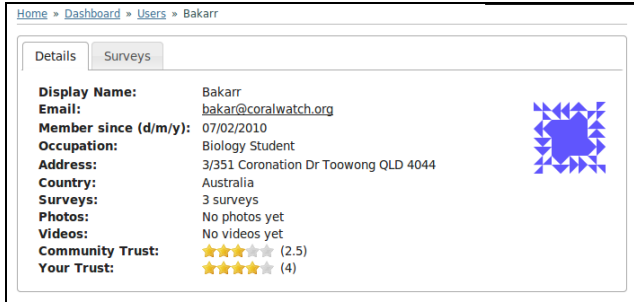 Home » Dashboard » Users » Bakarr
Details Surveys
Display Name: Bakarr
Email: bakar@coralwatch.org
Member since (d/m/y): 07/02/2010
Occupation: Biology Student
Address: 3/351 Coronation Dr Toowong QLD 4044
Country: Australia
Surveys: 3 surveys
Photos: No photos yet
Videos: No videos yet
Community Trust: (2.5)
Your Trust: (4)